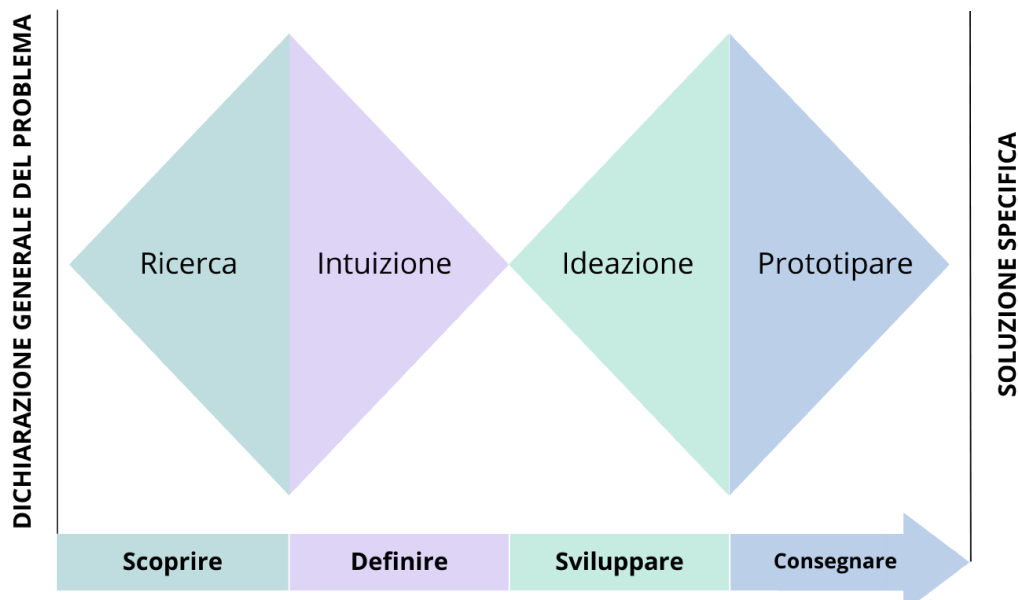 DICHIARAZIONE GENERALE DEL PROBLEMA
Ricerca
Intuizione
Ideazione
Prototipare
SOLUZIONE SPECIFICA
Scoprire
Definire
Sviluppare
Consegnare